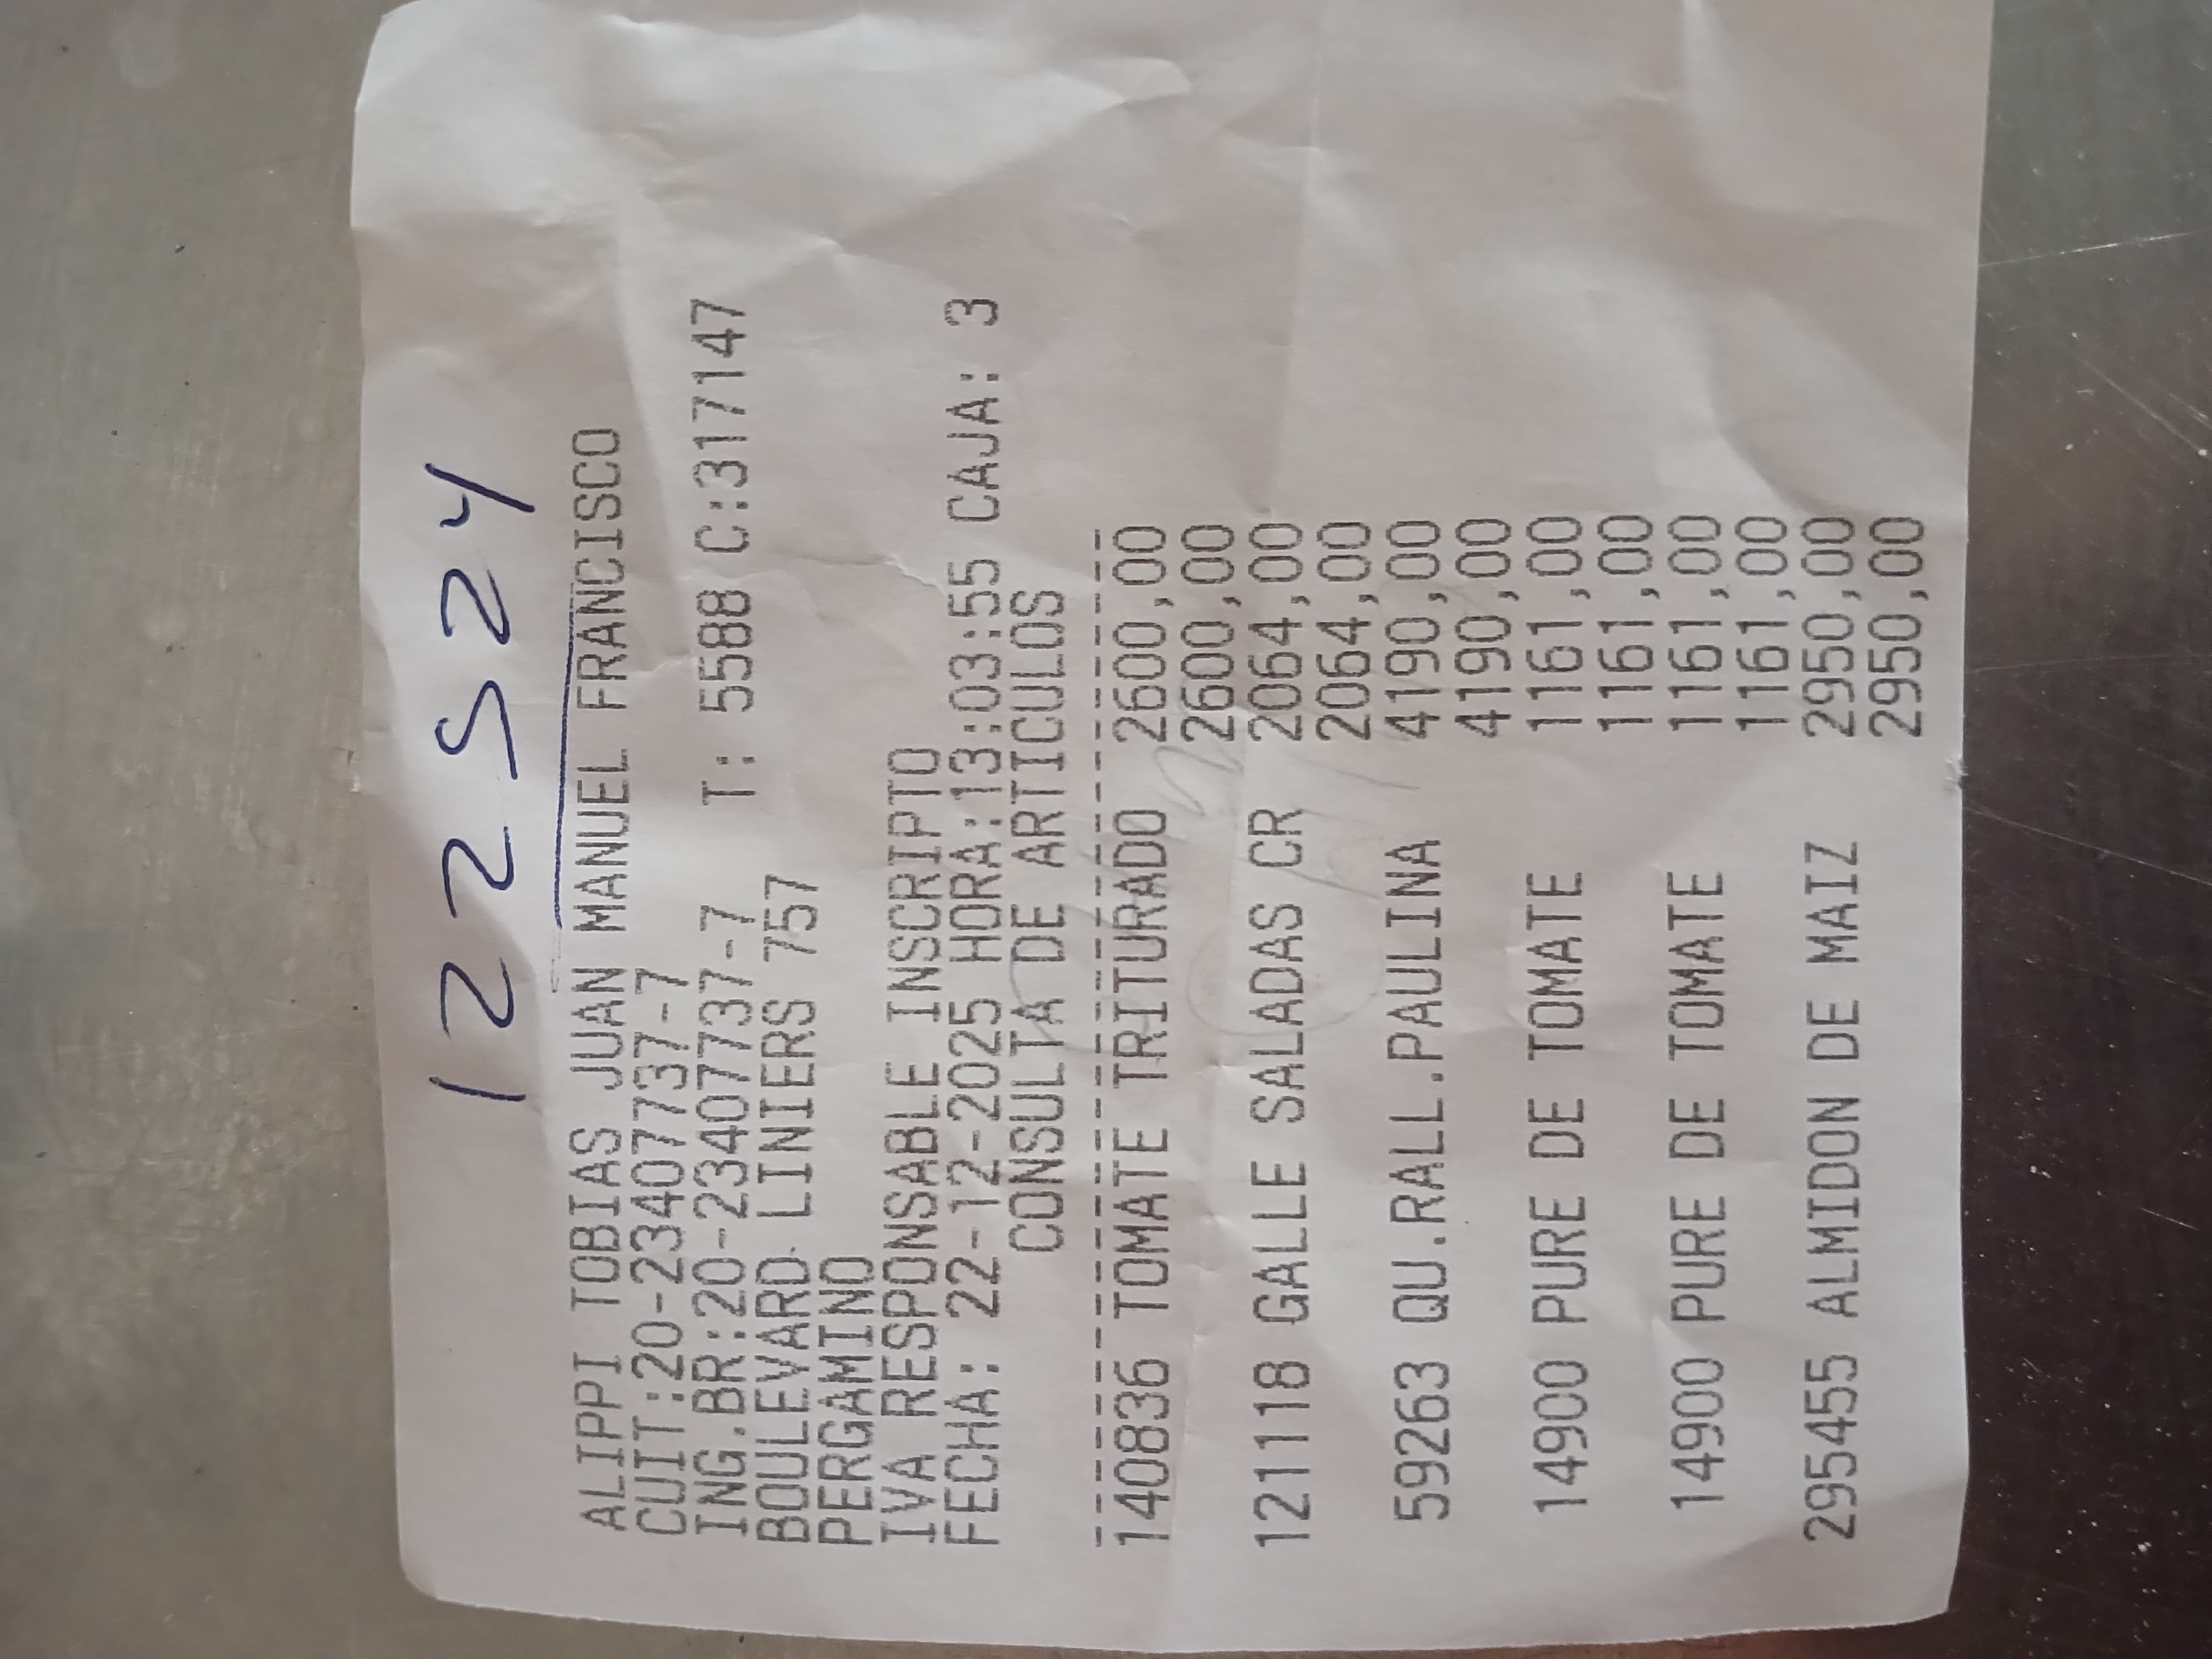 122524
ALIPPI TOBIAS JUAN MANUEL FRANCISCO
CUIT:20-23407737-7
ING.BR:20-23407737-7 T: 5588 C:317147
BOULEVARD LINIERS 757
PERGAMINO
IVA RESPONSABLE INSCRIPTO
FECHA: 22-12-2025 HORA:13:03:55 CAJA: 3
CONSULTA DE ARTICULOS
140836 TOMATE TRITURADO 2600,00
2600,00
121118 GALLE SALADAS CR 2064,00
2064,00
59263 QU.RALL.PAULINA 4190,00
4190,00
14900 PURE DE TOMATE 1161,00
1161,00
14900 PURE DE TOMATE 1161,00
1161,00
295455 ALMIDON DE MAIZ 2950,00
2950,00